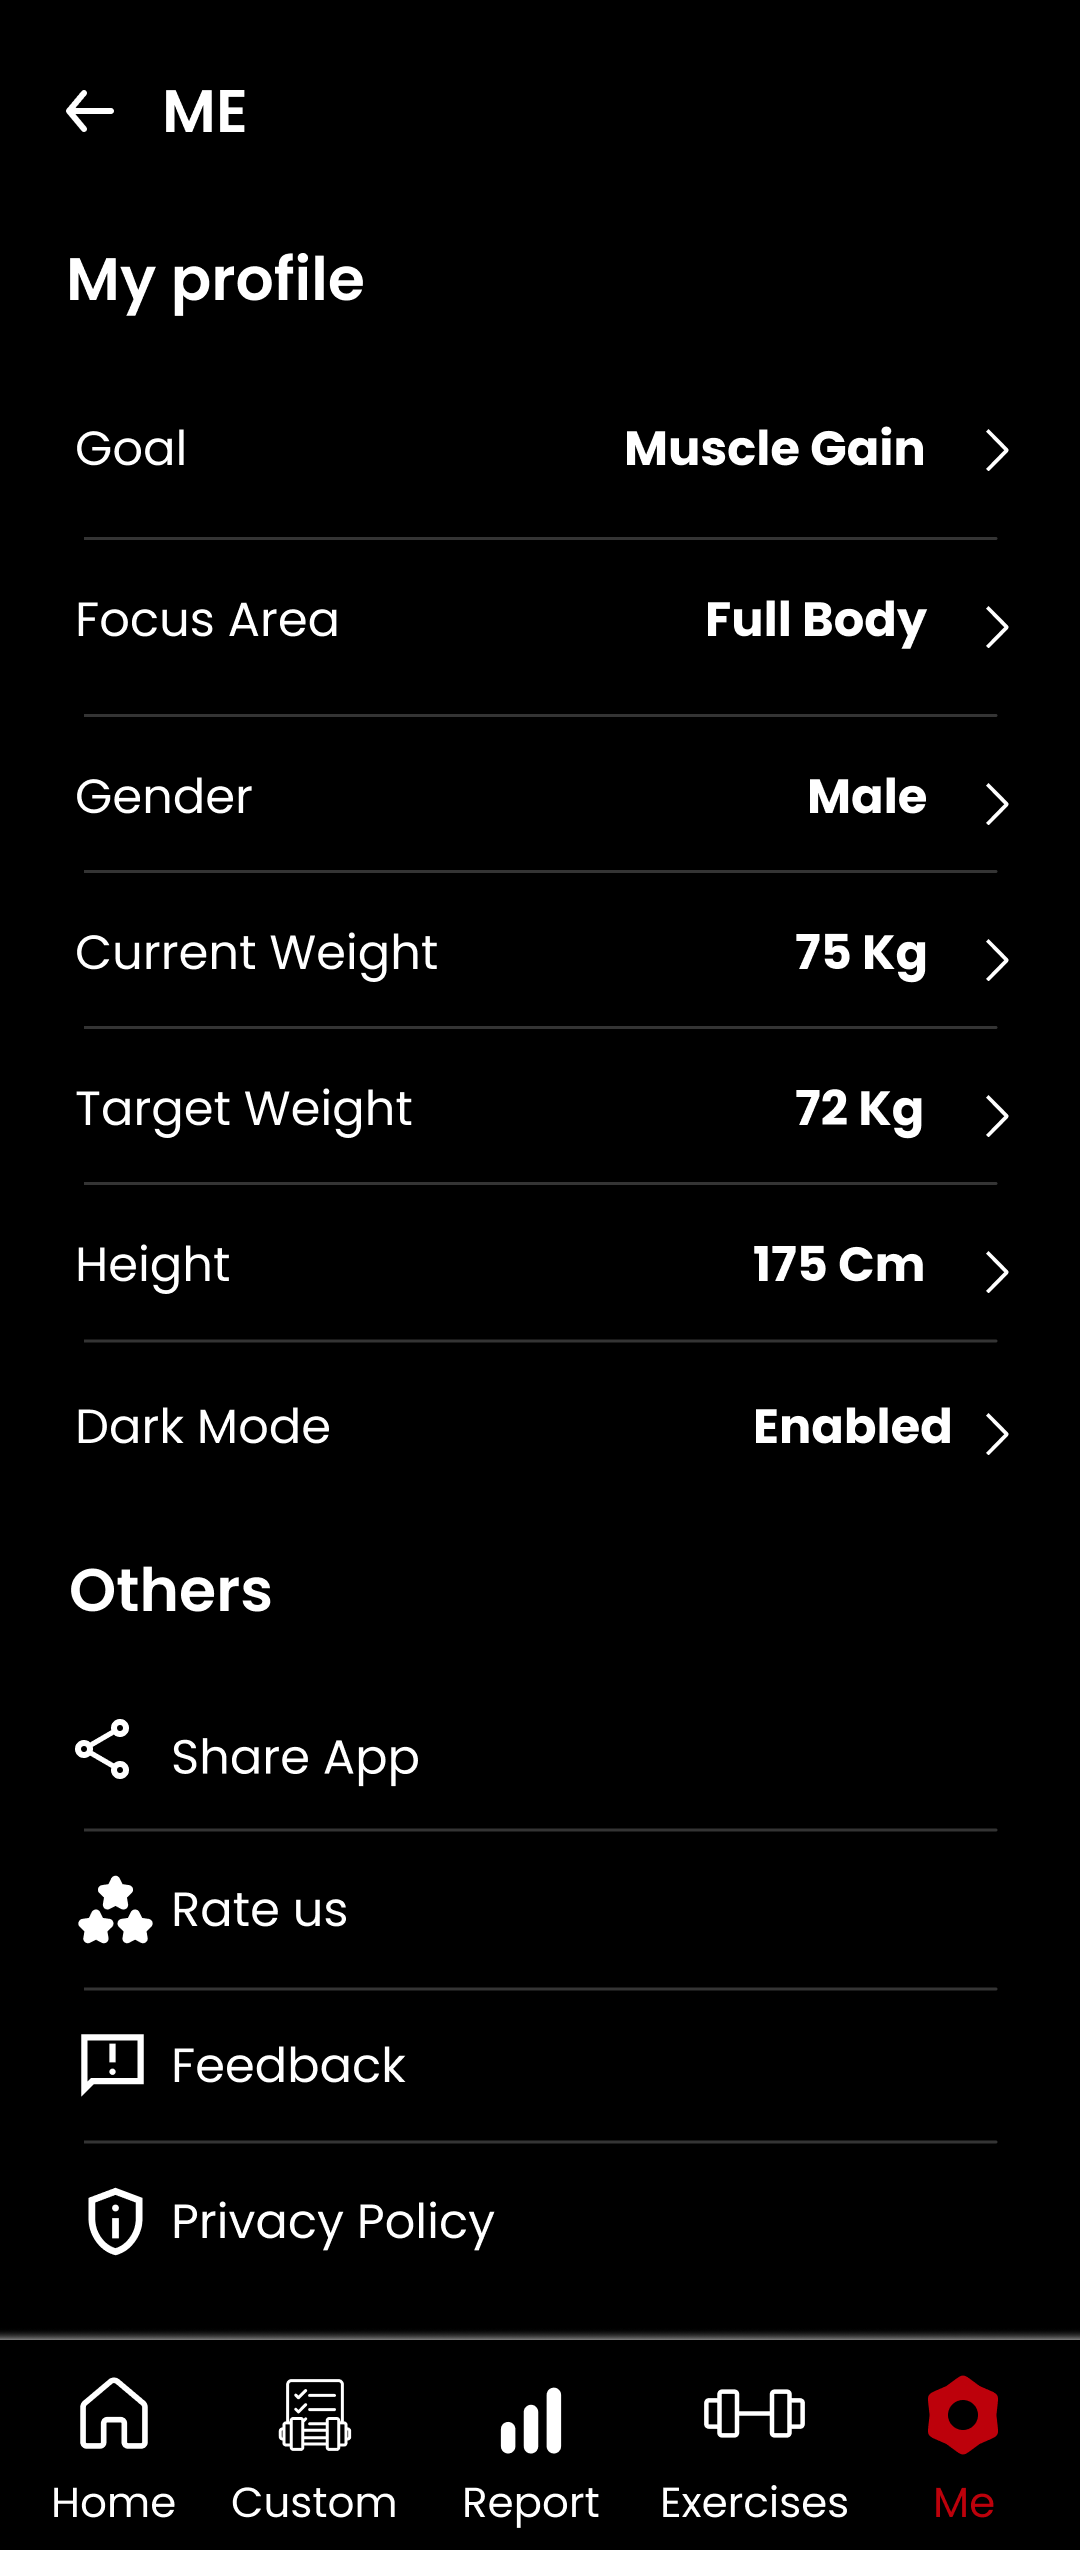 ME
My profile
Goal Muscle Gain
Focus Area Full Body
Gender Male
Current Weight 75 Kg
Target Weight 72 Kg
Height 175 Cm
Dark Mode Enabled
Others
Share App
Rate us
Feedback
Privacy Policy
Home Custom Report Exercises Me